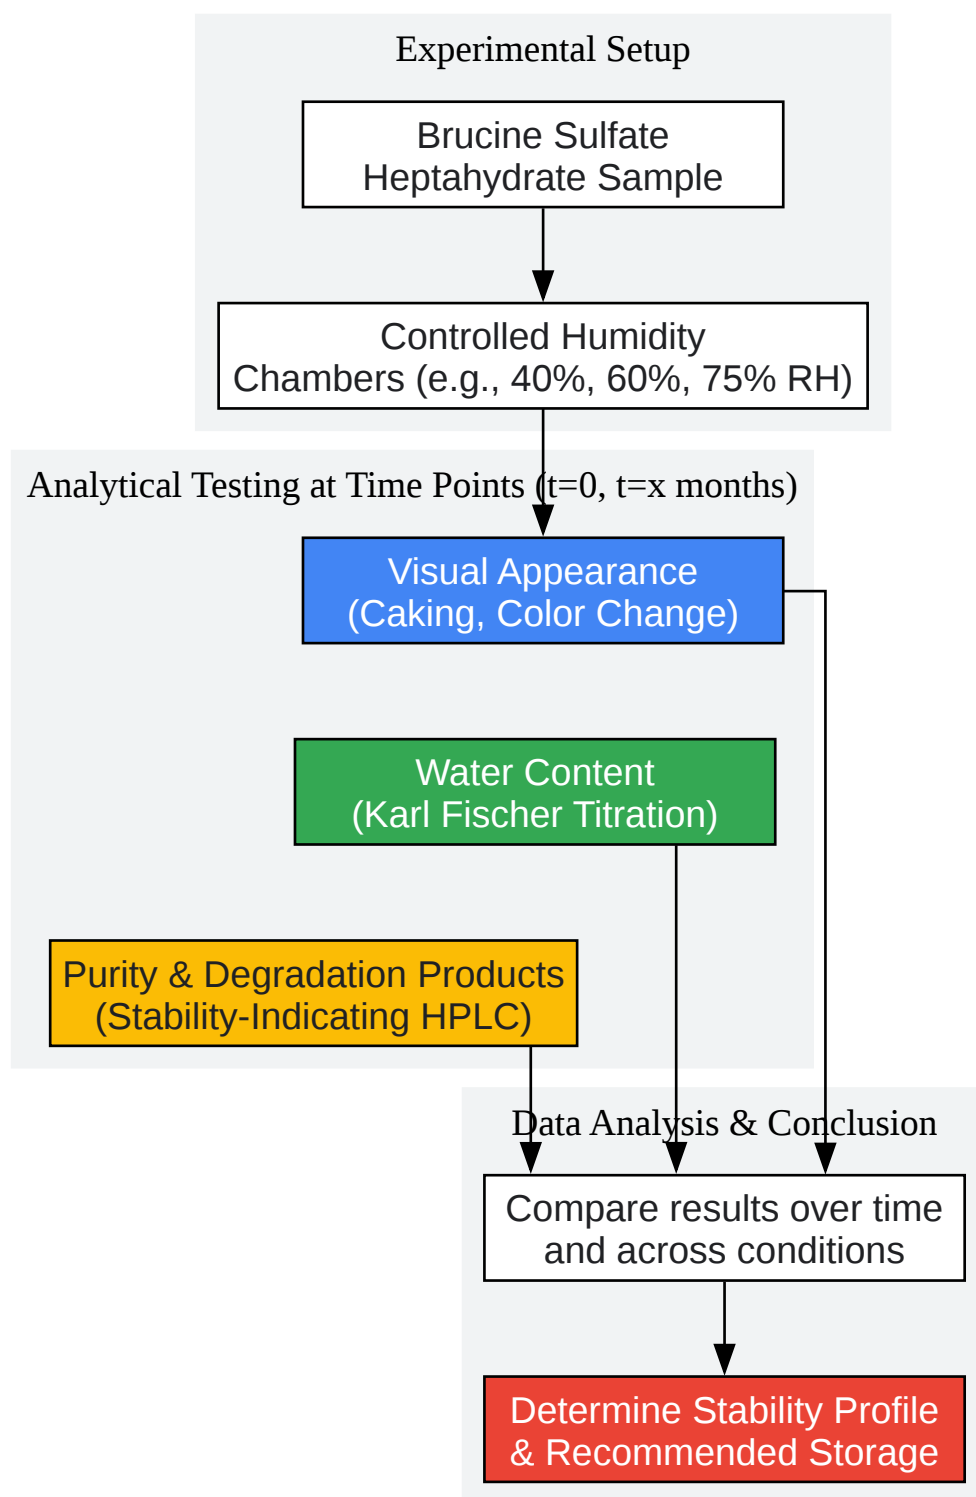 Experimental Setup
Brucine Sulfate
Heptahydrate Sample
Controlled Humidity
Chambers (e.g., 40%, 60%, 75% RH)
Analytical Testing at Time Points (t=0, t=x months)
Visual Appearance
(Caking, Color Change)
Water Content
(Karl Fischer Titration)
Purity & Degradation Products
(Stability-Indicating HPLC)
Data Analysis & Conclusion
Compare results over time
and across conditions
Determine Stability Profile
& Recommended Storage